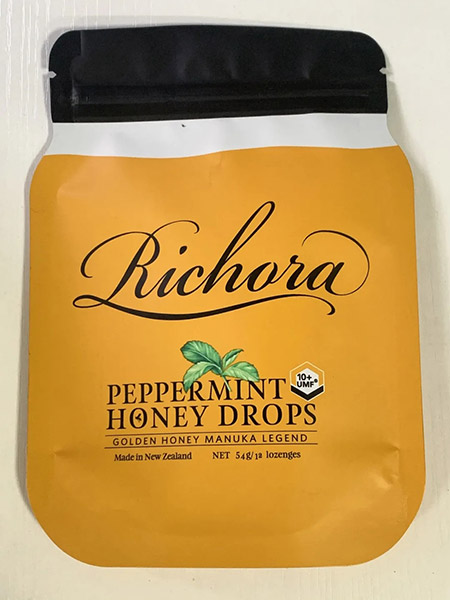 Richora
PEPPERMINT
10+
UMF®
HONEY DROPS
GOLDEN HONEY MANUKA LEGEND
Made in New Zealand NET 54g/12 lozenges